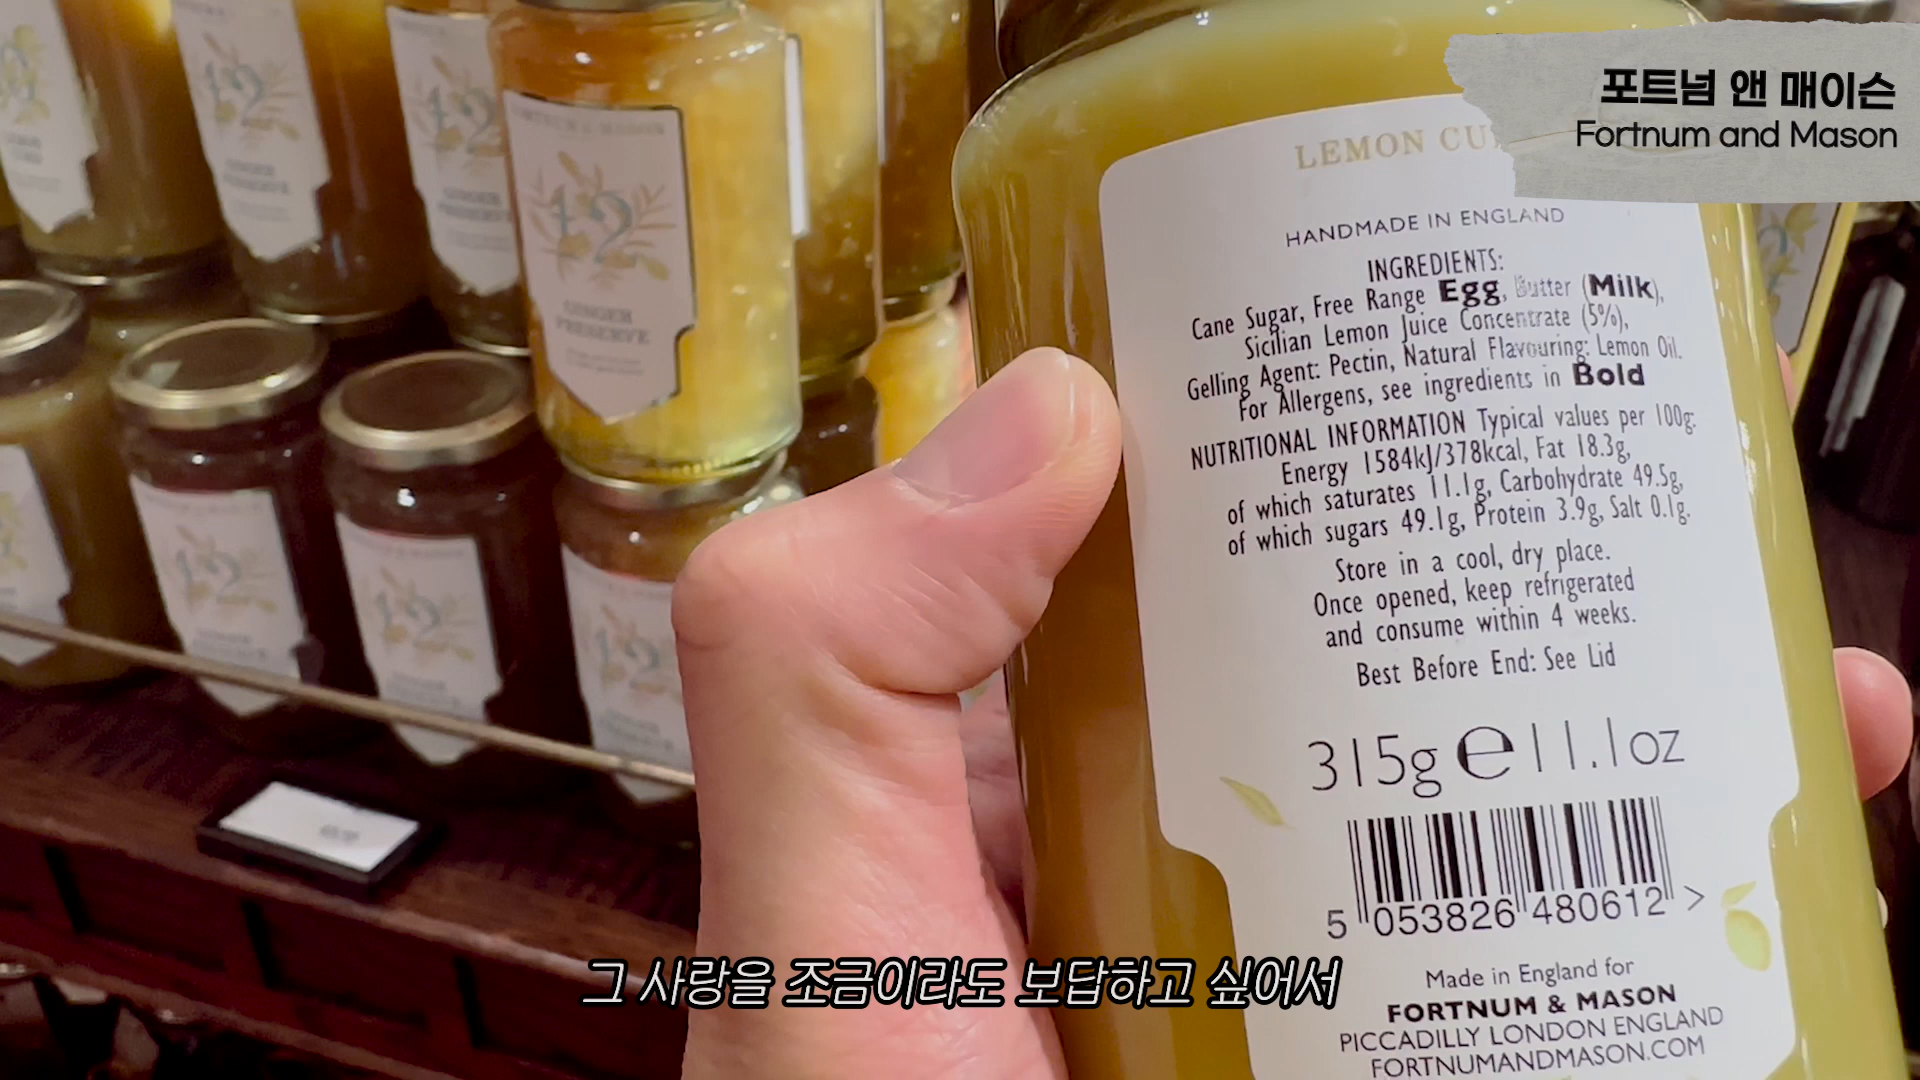 포트넘 앤 매이슨
Fortnum and Mason
LEMON
HANDMADE IN ENGLAND
INGREDIENTS:
Cane Sugar, Free Range Egg, Butter (Milk),
Sicilian Lemon Juice Concentrate (5%),
Gelling Agent: Pectin, Natural Flavouring: Lemon Oil.
For Allergens, see ingredients in Bold
NUTRITIONAL INFORMATION Typical values per 100g:
Energy 1584kJ/378kcal, Fat 18.3g,
of which saturates 11.1g, Carbohydrate 49.5g,
of which sugars 49.1g, Protein 3.9g, Salt 0.1g.
Store in a cool, dry place.
Once opened, keep refrigerated
and consume within 4 weeks.
Best Before End: See Lid
315g e 11.1oz
5 053826 480612 >
Made in England for
FORTNUM & MASON
PICCADILLY LONDON ENGLAND
FORTNUMANDMASON.COM
12
GINGER
PRESERVE
12
GINGER
PRESERVE
그 사랑을 조금이라도 보답하고 싶어서